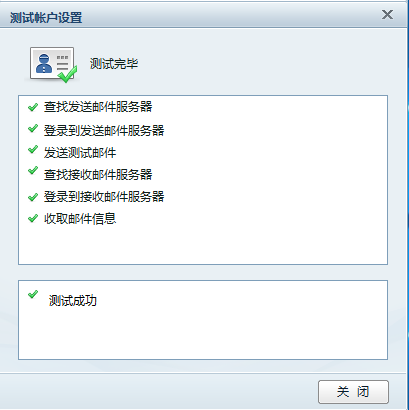 测试帐户设置
测试完毕
查找发送邮件服务器
登录到发送邮件服务器
发送测试邮件
查找接收邮件服务器
登录到接收邮件服务器
收取邮件信息
测试成功
关 闭